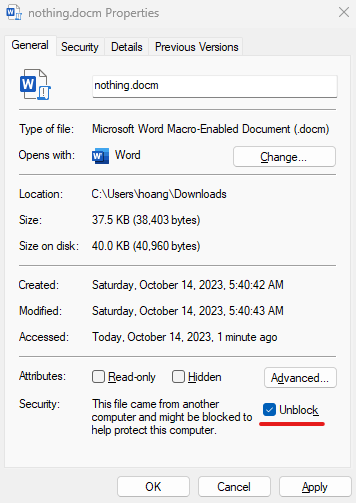 nothing.docm Properties
General Security Details Previous Versions
nothing.docm
Type of file: Microsoft Word Macro-Enabled Document (.docm)
Opens with: Word Change...
Location: C:\Users\hoang\Downloads
Size: 37.5 KB (38,403 bytes)
Size on disk: 40.0 KB (40,960 bytes)
Created: Saturday, October 14, 2023, 5:40:42 AM
Modified: Saturday, October 14, 2023, 5:40:43 AM
Accessed: Today, October 14, 2023, 1 minute ago
Attributes: Read-only Hidden Advanced...
Security: This file came from another
computer and might be blocked to
help protect this computer.
Unblock
OK Cancel Apply